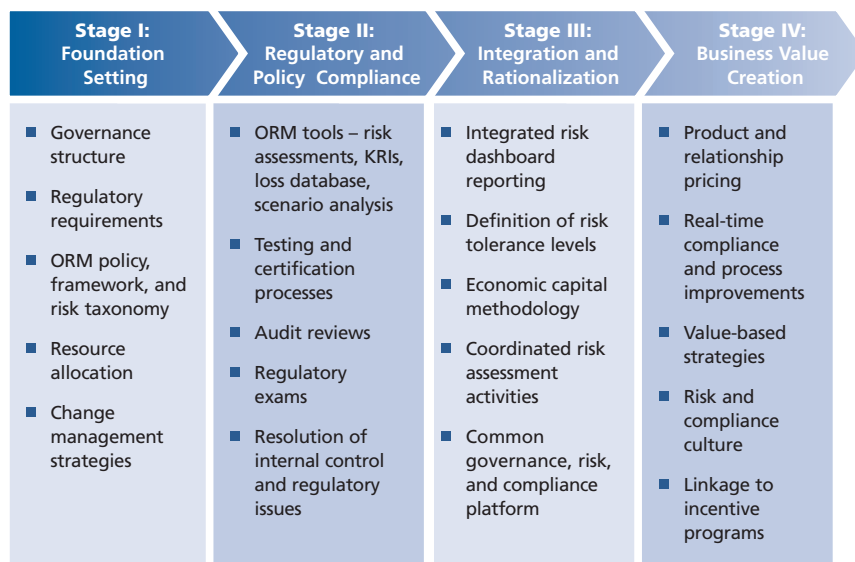 Stage I:
Foundation
Setting
Stage II:
Regulatory and
Policy Compliance
Stage III:
Integration and
Rationalization
Stage IV:
Business Value
Creation
Governance
structure
Regulatory
requirements
ORM policy,
framework, and
risk taxonomy
Resource
allocation
Change
management
strategies
ORM tools – risk
assessments, KRIs,
loss database,
scenario analysis
Testing and
certification
processes
Audit reviews
Regulatory
exams
Resolution of
internal control
and regulatory
issues
Integrated risk
dashboard
reporting
Definition of risk
tolerance levels
Economic capital
methodology
Coordinated risk
assessment
activities
Common
governance, risk,
and compliance
platform
Product and
relationship
pricing
Real-time
compliance
and process
improvements
Value-based
strategies
Risk and
compliance
culture
Linkage to
incentive
programs